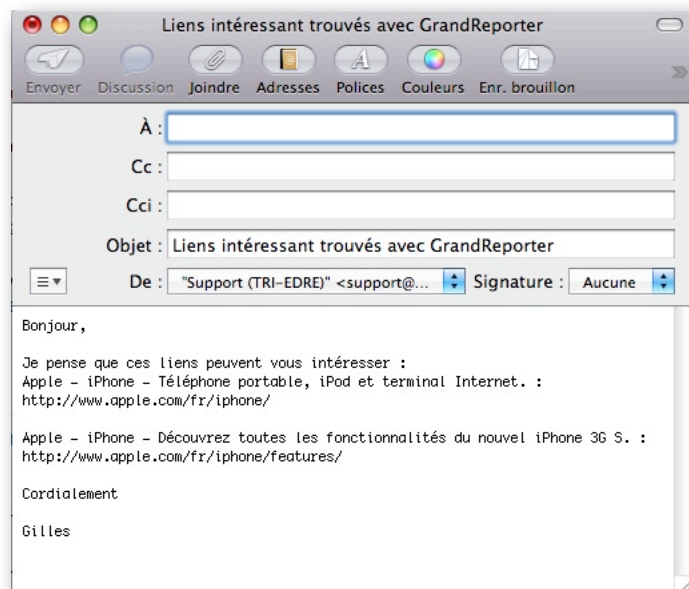 Liens intéressant trouvés avec GrandReporter
Envoyer Discussion Joindre Adresses Polices Couleurs Enr. brouillon
À :
Cc :
Cci :
Objet : Liens intéressant trouvés avec GrandReporter
De : "Support (TRI-EDRE)" <support@... Signature : Aucune
Bonjour,
Je pense que ces liens peuvent vous intéresser :
Apple - iPhone - Téléphone portable, iPod et terminal Internet. :
http://www.apple.com/fr/iphone/
Apple - iPhone - Découvrez toutes les fonctionnalités du nouvel iPhone 3G S. :
http://www.apple.com/fr/iphone/features/
Cordialement
Gilles